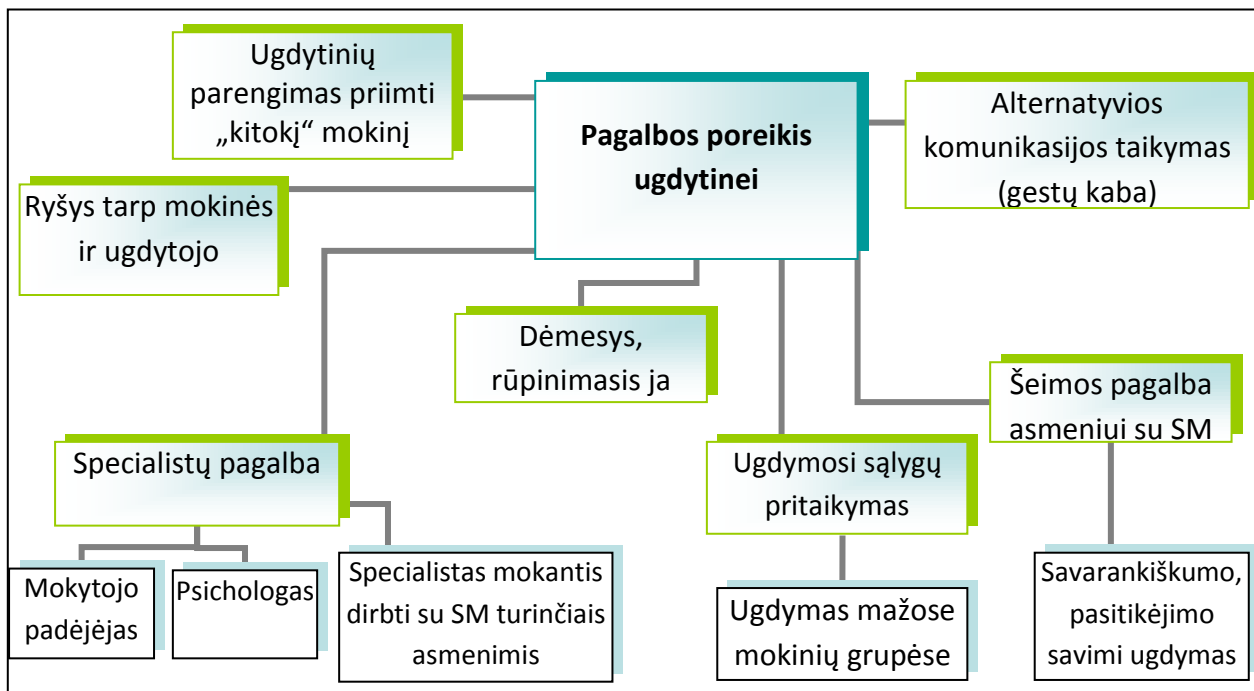 Ugdytinių
parengimas priimti
„kitokį“ mokinį
Pagalbos poreikis
ugdytinei
Alternatyvios
komunikasijos taikymas
(gestų kaba)
Ryšys tarp mokinės
ir ugdytojo
Dėmesys,
rūpinimasis ja
Šeimos pagalba
asmeniui su SM
Specialistų pagalba
Ugdymosi sąlygų
pritaikymas
Mokytojo
padėjėjas
Psichologas
Specialistas mokantis
dirbti su SM turinčiais
asmenimis
Ugdymas mažose
mokinių grupėse
Savarankiškumo,
pasitikėjimo
savimi ugdymas